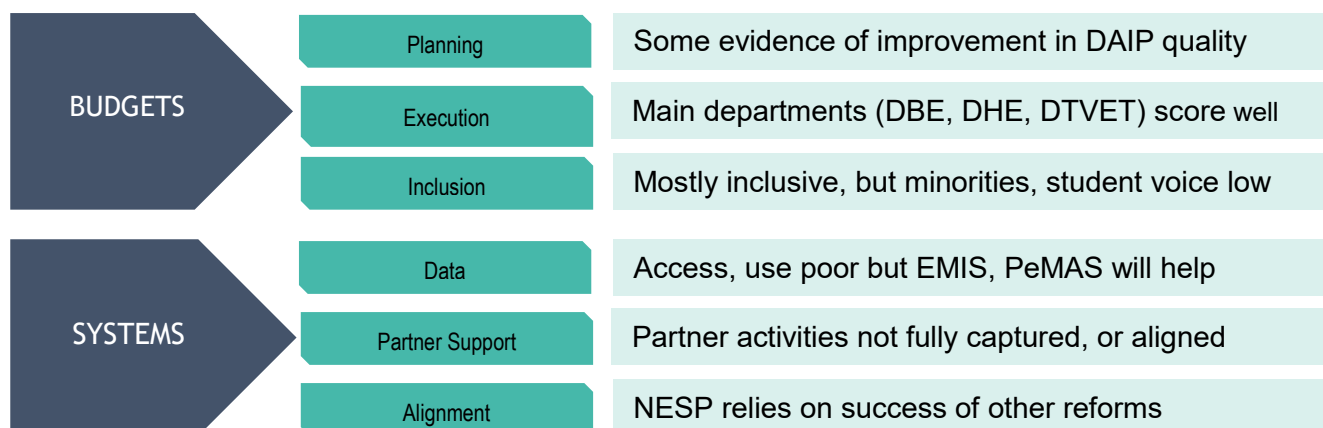 BUDGETS
Planning
Some evidence of improvement in DAIP quality
Execution
Main departments (DBE, DHE, DTVET) score well
Inclusion
Mostly inclusive, but minorities, student voice low
SYSTEMS
Data
Access, use poor but EMIS, PeMAS will help
Partner Support
Partner activities not fully captured, or aligned
Alignment
NESP relies on success of other reforms